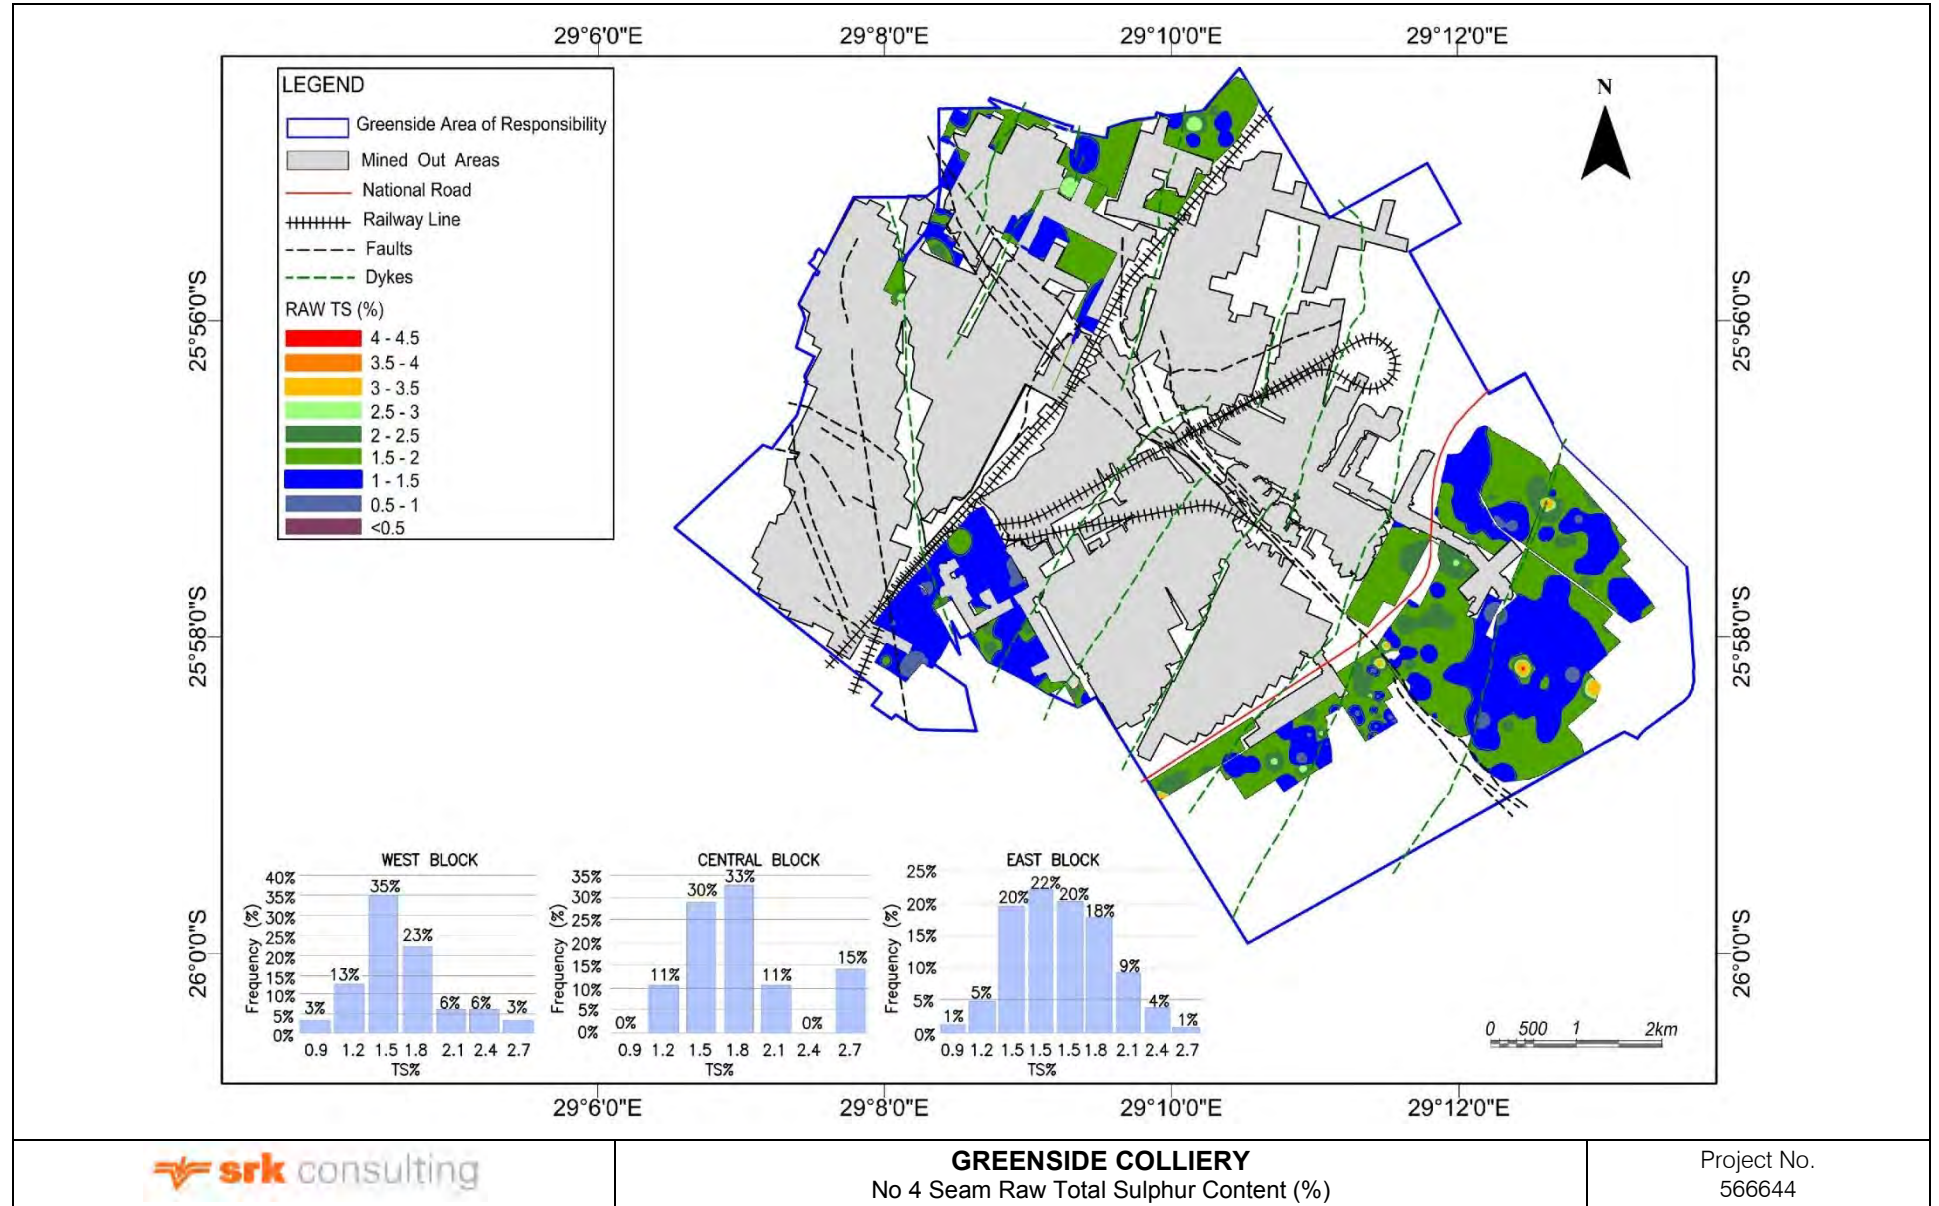 29°6'0"E 29°8'0"E 29°10'0"E 29°12'0"E
LEGEND
Greenside Area of Responsibility
Mined Out Areas
National Road
Railway Line
Faults
Dykes
RAW TS (%)
4 - 4.5
3.5 - 4
3 - 3.5
2.5 - 3
2 - 2.5
1.5 - 2
1 - 1.5
0.5 - 1
<0.5
N
25°56'0"S 25°56'0"S
25°58'0"S 25°58'0"S
26°0'0"S 26°0'0"S
WEST BLOCK
Frequency (%)
40%
35%
30%
25%
20%
15%
10%
5%
0%
3% 13% 35% 23% 6% 6% 3%
0.9 1.2 1.5 1.8 2.1 2.4 2.7
TS%
CENTRAL BLOCK
Frequency (%)
35%
30%
25%
20%
15%
10%
5%
0%
0% 11% 30% 33% 11% 0% 15%
0.9 1.2 1.5 1.8 2.1 2.4 2.7
TS%
EAST BLOCK
Frequency (%)
25%
20%
15%
10%
5%
0%
1% 5% 20% 22% 20% 18% 9% 4% 1%
0.9 1.2 1.5 1.5 1.5 1.8 2.1 2.4 2.7
TS%
0 500 1 2km
29°6'0"E 29°8'0"E 29°10'0"E 29°12'0"E
srk consulting
GREENSIDE COLLIERY
No 4 Seam Raw Total Sulphur Content (%)
Project No.
566644